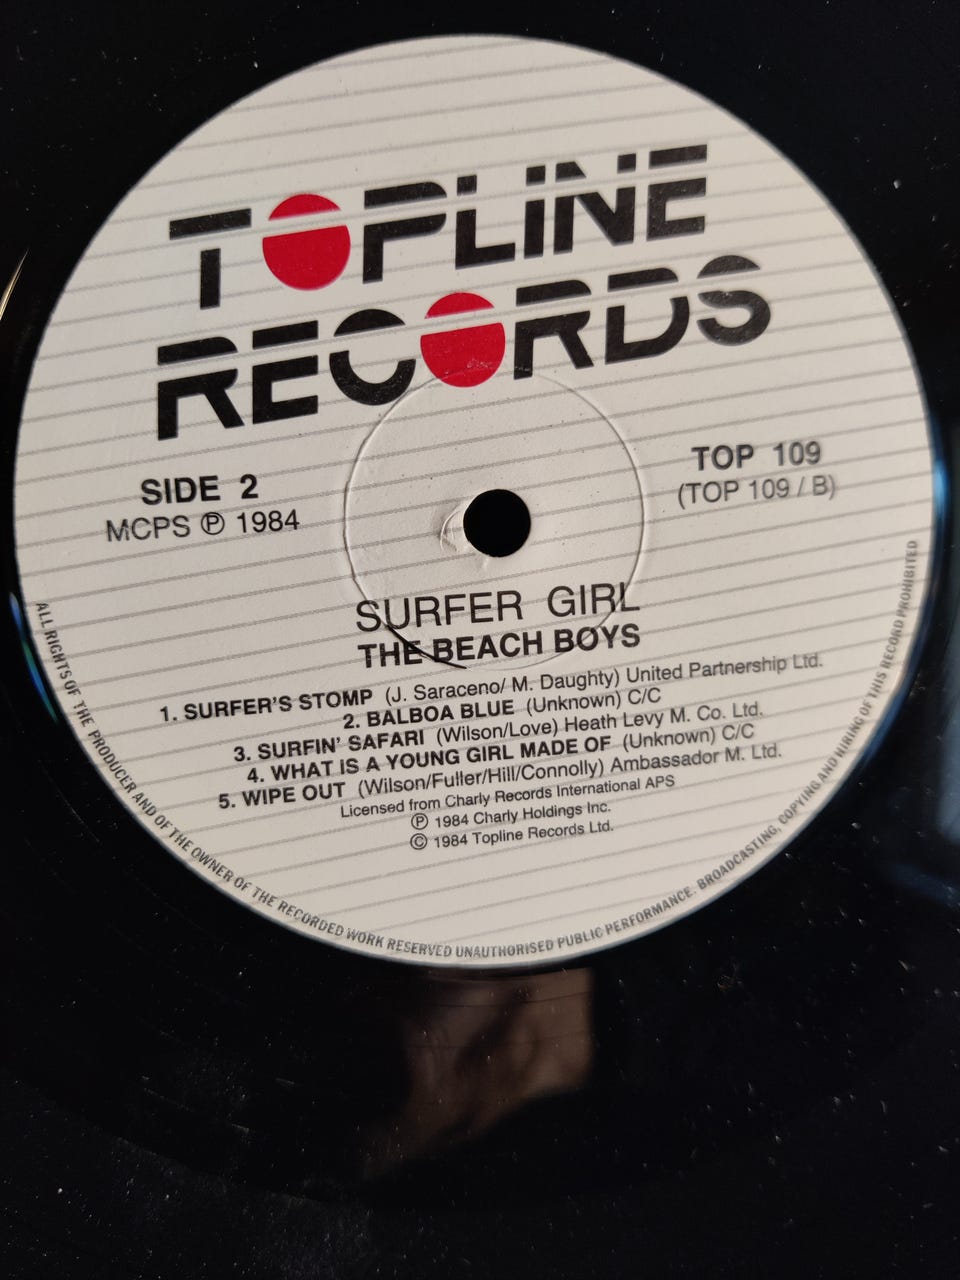 TOPLINE
RECORDS
SIDE 2
MCPS ℗ 1984
TOP 109
(TOP 109 / B)
SURFER GIRL
THE BEACH BOYS
1. SURFER'S STOMP (J. Saraceno/ M. Daughty) United Partnership Ltd.
2. BALBOA BLUE (Unknown) C/C
3. SURFIN' SAFARI (Wilson/Love) Heath Levy M. Co. Ltd.
4. WHAT IS A YOUNG GIRL MADE OF (Unknown) C/C
5. WIPE OUT (Wilson/Fuller/Hill/Connolly) Ambassador M. Ltd.
Licensed from Charly Records International APS
℗ 1984 Charly Holdings Inc.
© 1984 Topline Records Ltd.
ALL RIGHTS OF THE PRODUCER AND OF THE OWNER OF THE RECORDED WORK RESERVED UNAUTHORISED PUBLIC PERFORMANCE. BROADCASTING, COPYING AND HIRING OF THIS RECORD PROHIBITED